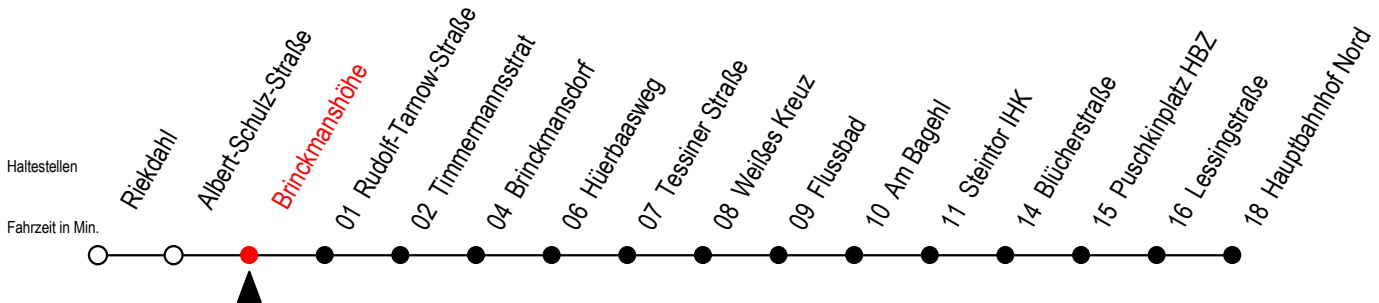 Haltestellen
Fahrzeit in Min.
Riekdahl
Albert-Schulz-Straße
Brinckmanshöhe
01 Rudolf-Tarnow-Straße
02 Timmermannsstrat
04 Brinckmansdorf
06 Hüerbaasweg
07 Tessiner Straße
08 Weißes Kreuz
09 Flussbad
10 Am Bagehl
11 Steintor IHK
14 Blücherstraße
15 Puschkinplatz HBZ
16 Lessingstraße
18 Hauptbahnhof Nord